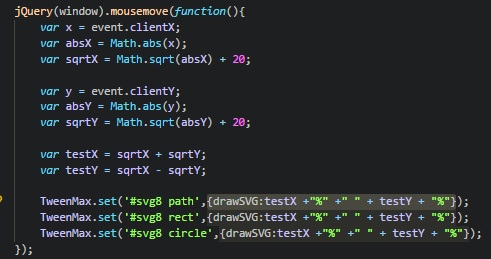 jQuery(window).mousemove(function(){
var x = event.clientX;
var absX = Math.abs(x);
var sqrtX = Math.sqrt(absX) + 20;
var y = event.clientY;
var absY = Math.abs(y);
var sqrtY = Math.sqrt(absY) + 20;
var testX = sqrtX + sqrtY;
var testY = sqrtX - sqrtY;
TweenMax.set('#svg8 path',{drawSVG:testX +"%" +" " + testY + "%"});
TweenMax.set('#svg8 rect',{drawSVG:testX +"%" +" " + testY + "%"});
TweenMax.set('#svg8 circle',{drawSVG:testX +"%" +" " + testY + "%"});
});